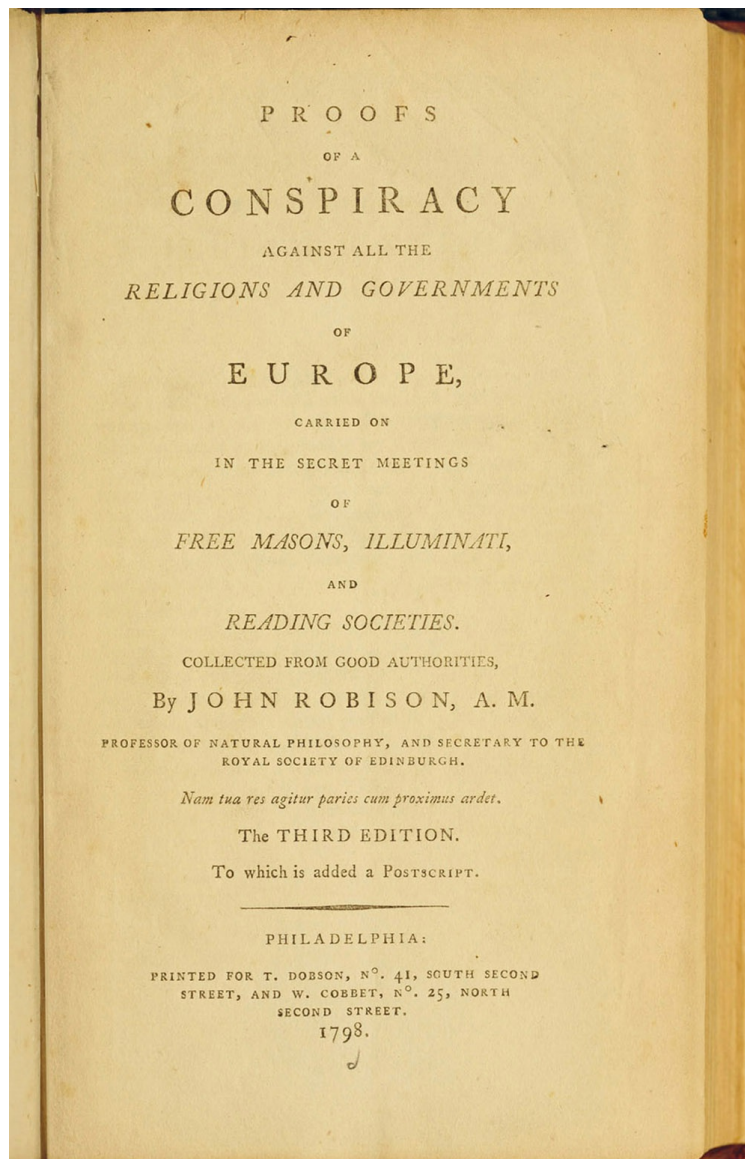 PROOFS
OF A
CONSPIRACY
AGAINST ALL THE
RELIGIONS AND GOVERNMENTS
OF
EUROPE,
CARRIED ON
IN THE SECRET MEETINGS
OF
FREE MASONS, ILLUMINATI,
AND
READING SOCIETIES.
COLLECTED FROM GOOD AUTHORITIES,
By JOHN ROBISON, A. M.
PROFESSOR OF NATURAL PHILOSOPHY, AND SECRETARY TO THE
ROYAL SOCIETY OF EDINBURGH.
Nam tua res agitur paries cum proximus ardet.
The THIRD EDITION.
To which is added a POSTSCRIPT.
PHILADELPHIA:
PRINTED FOR T. DOBSON, Nº. 41, SOUTH SECOND
STREET, AND W. COBBET, Nº. 25, NORTH
SECOND STREET.
1798.